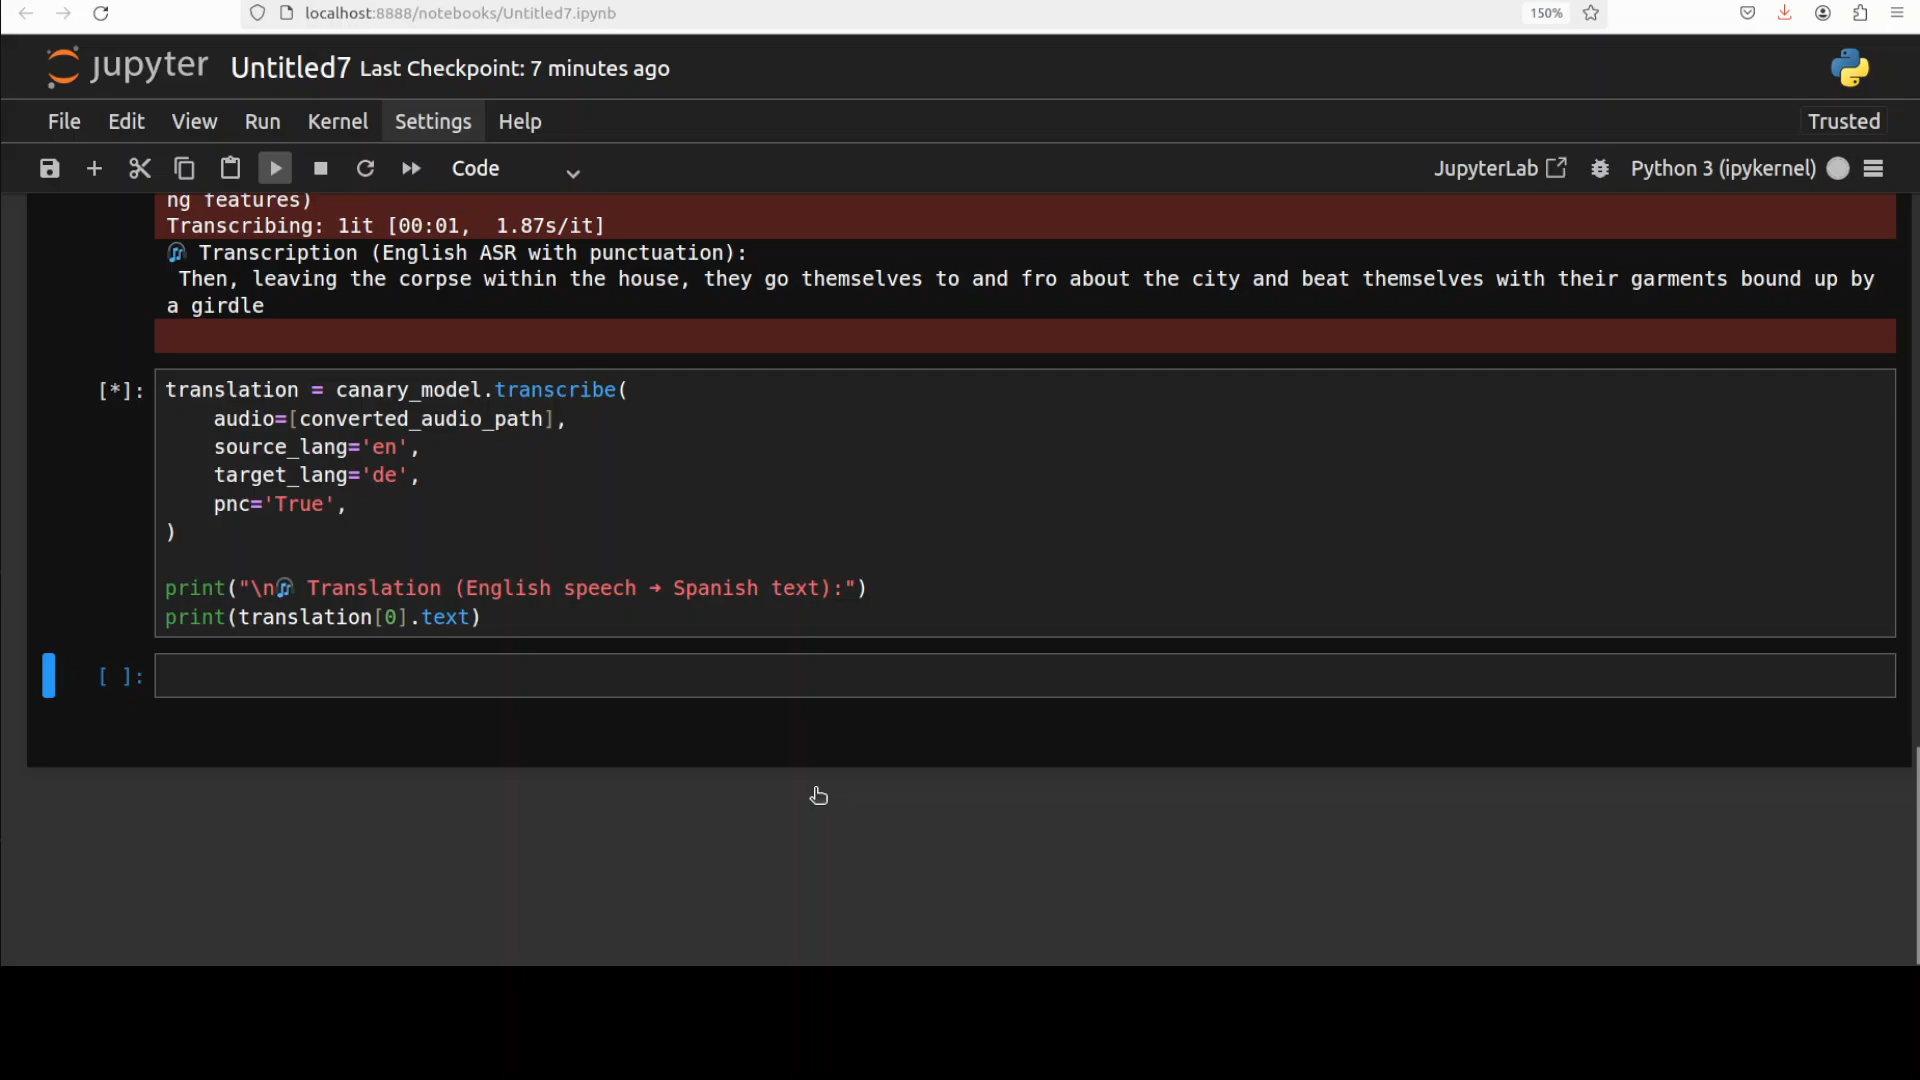 localhost:8888/notebooks/Untitled7.ipynb 150%
jupyter Untitled7 Last Checkpoint: 7 minutes ago
File Edit View Run Kernel Settings Help Trusted
Code JupyterLab Python 3 (ipykernel)
ng features)
Transcribing: 1it [00:01,  1.87s/it]
🎧 Transcription (English ASR with punctuation):
Then, leaving the corpse within the house, they go themselves to and fro about the city and beat themselves with their garments bound up by
a girdle
[*]: translation = canary_model.transcribe(
audio=[converted_audio_path],
source_lang='en',
target_lang='de',
pnc='True',
)
print("\n🎧 Translation (English speech → Spanish text):")
print(translation[0].text)
[ ]: